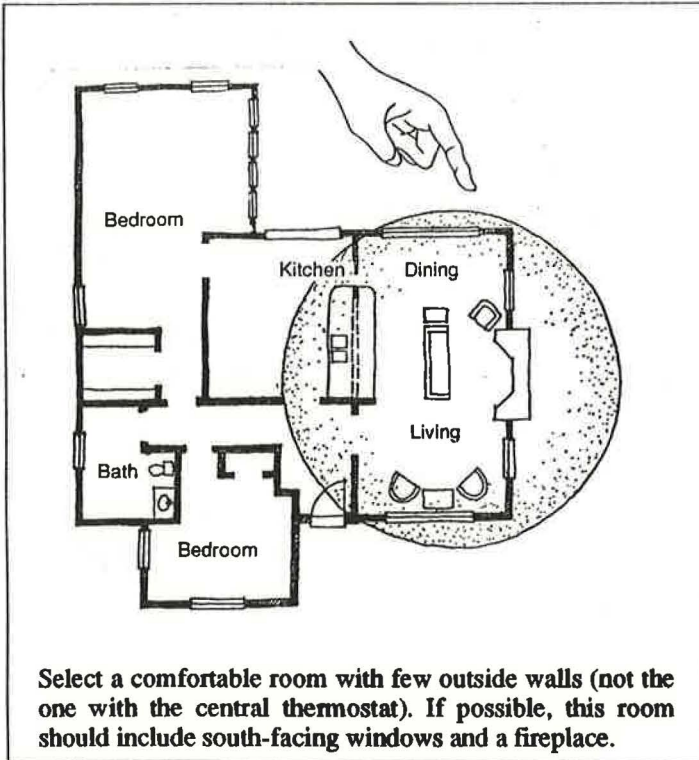 Bedroom
Kitchen
Dining
Living
Bath
Bedroom
Select a comfortable room with few outside walls (not the
one with the central thermostat). If possible, this room
should include south-facing windows and a fireplace.